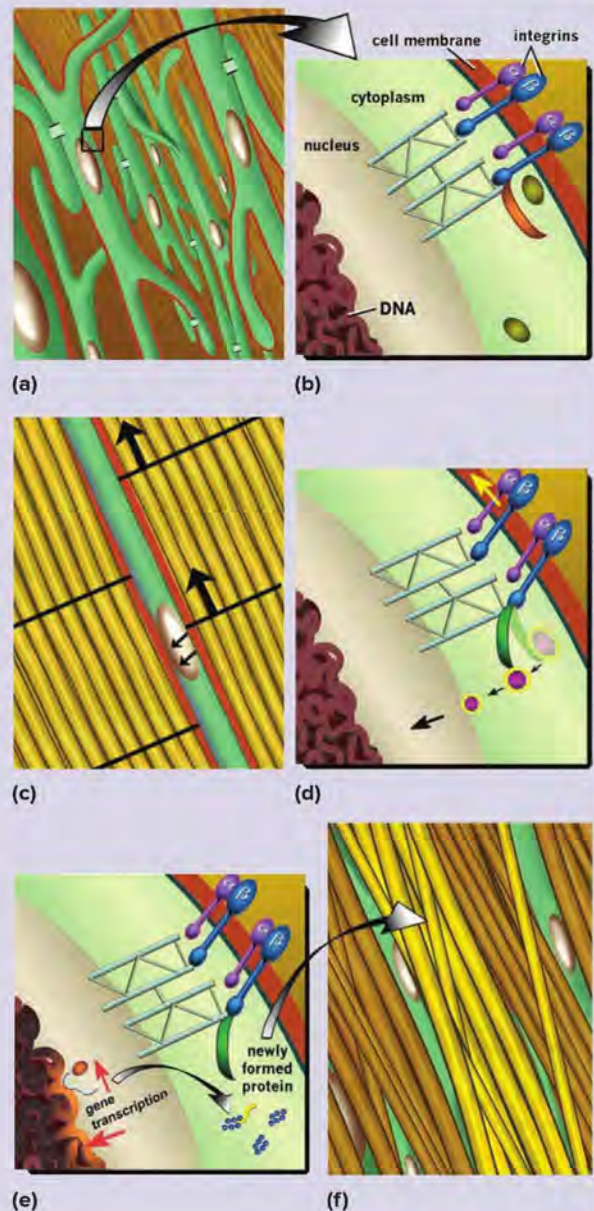 cell membrane
integrins
α
β
α
β
cytoplasm
nucleus
DNA
(a)
(b)
α
β
α
β
(c)
(d)
α
β
α
β
newly
formed
protein
gene
transcription
(e)
(f)